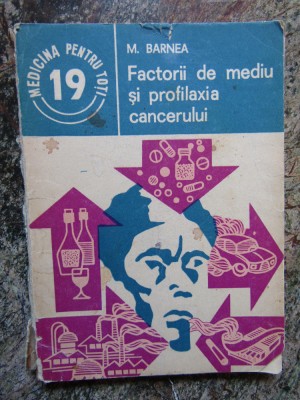 MEDICINA PENTRU TOȚI
19
M. BARNEA
Factorii de mediu
și profilaxia
cancerului